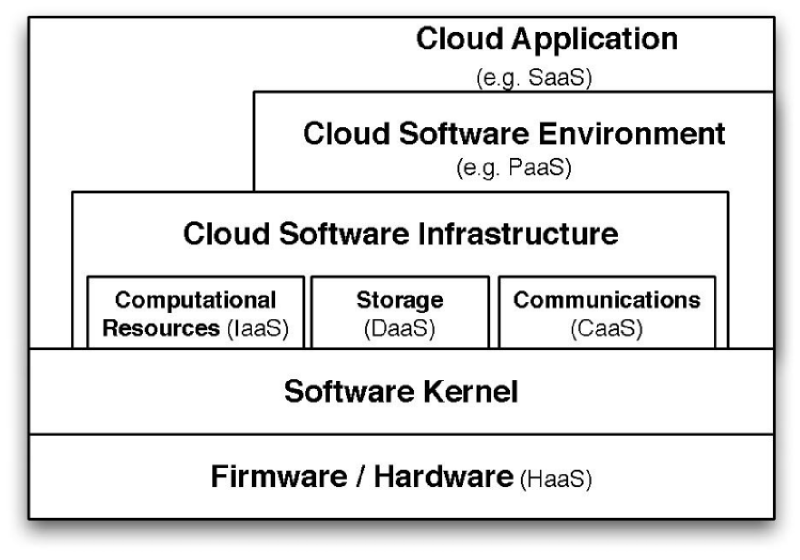 Cloud Application
(e.g. SaaS)
Cloud Software Environment
(e.g. PaaS)
Cloud Software Infrastructure
Computational
Resources (IaaS)
Storage
(DaaS)
Communications
(CaaS)
Software Kernel
Firmware / Hardware (HaaS)